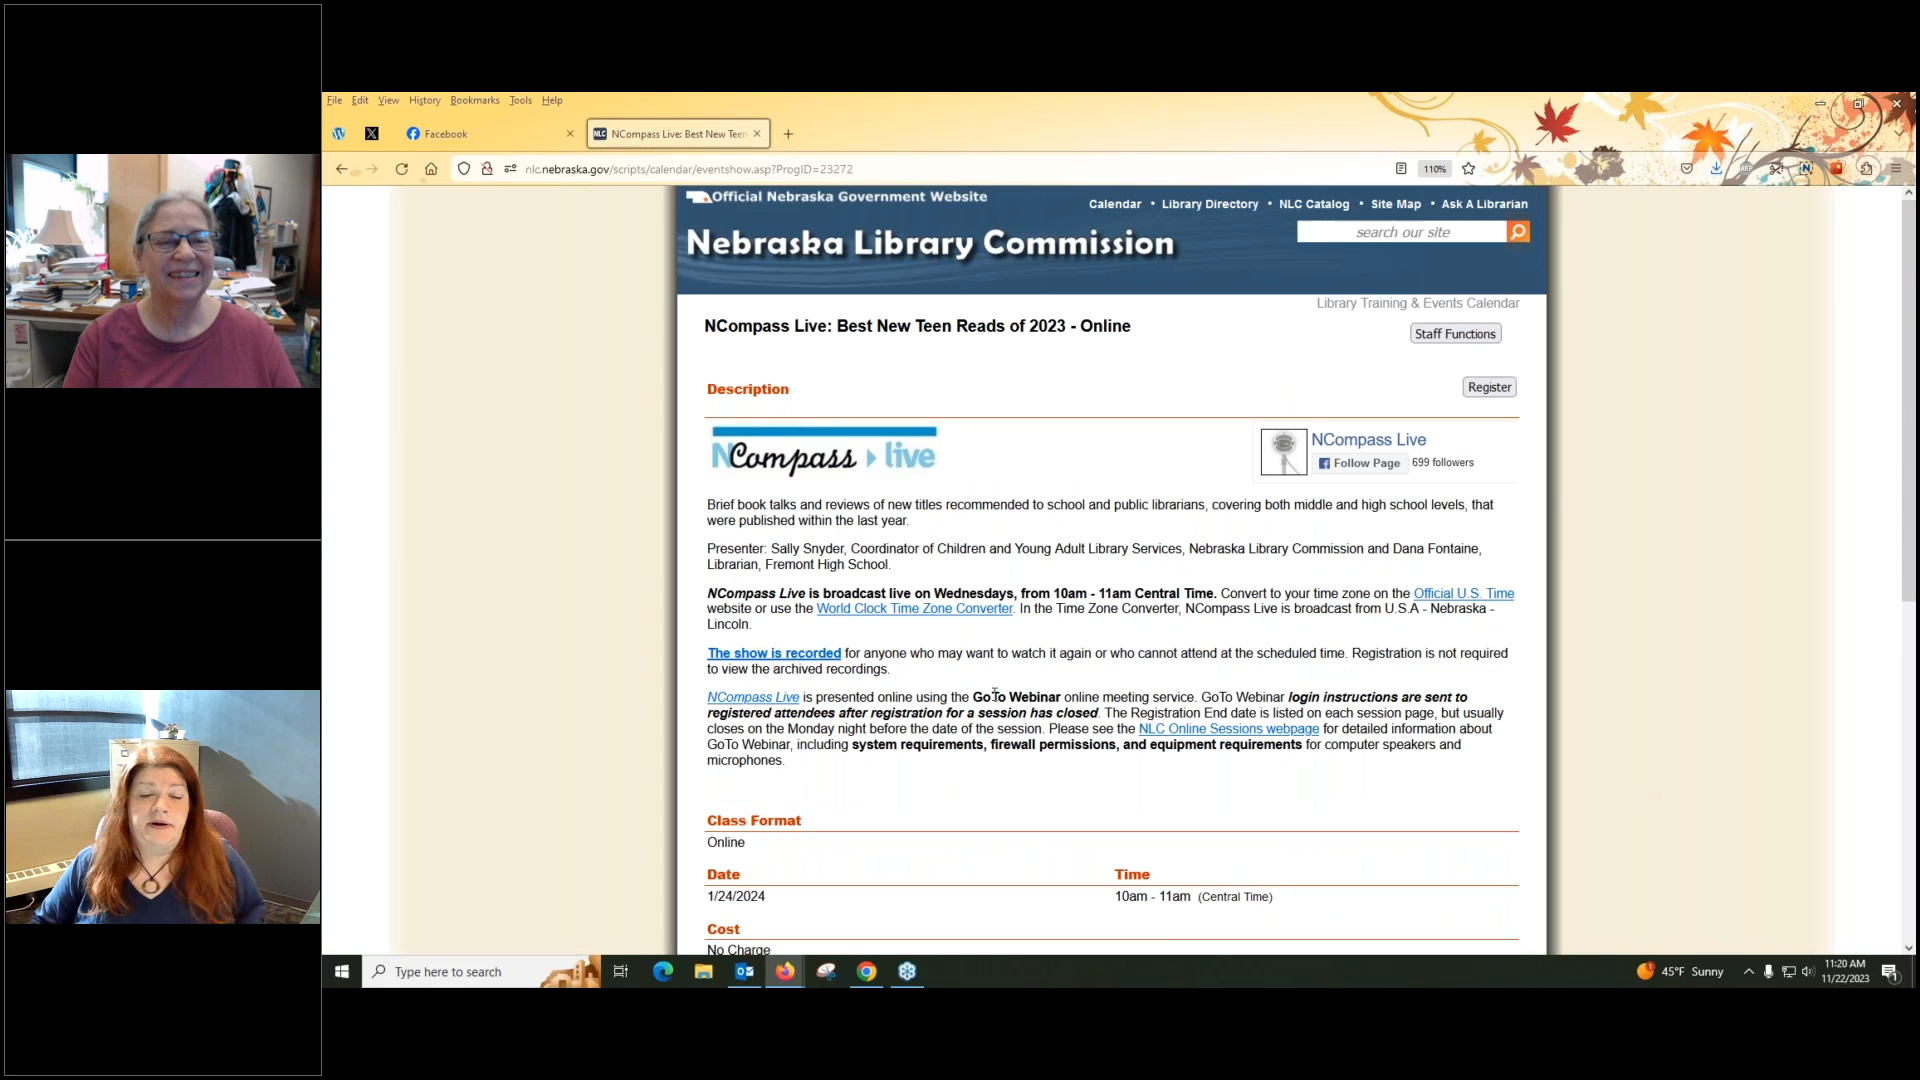 File Edit View History Bookmarks Tools Help
Facebook
NLC NCompass Live: Best New Teen
nlc.nebraska.gov/scripts/calendar/eventshow.asp?ProgID=23272
110%
Official Nebraska Government Website
Calendar • Library Directory • NLC Catalog • Site Map • Ask A Librarian
Nebraska Library Commission
search our site
Library Training & Events Calendar
NCompass Live: Best New Teen Reads of 2023 - Online
Staff Functions
Description
Register
NCompass live
NCompass Live
Follow Page 699 followers
Brief book talks and reviews of new titles recommended to school and public librarians, covering both middle and high school levels, that
were published within the last year.
Presenter: Sally Snyder, Coordinator of Children and Young Adult Library Services, Nebraska Library Commission and Dana Fontaine,
Librarian, Fremont High School.
NCompass Live is broadcast live on Wednesdays, from 10am - 11am Central Time. Convert to your time zone on the Official U.S. Time
website or use the World Clock Time Zone Converter. In the Time Zone Converter, NCompass Live is broadcast from U.S.A - Nebraska -
Lincoln.
The show is recorded for anyone who may want to watch it again or who cannot attend at the scheduled time. Registration is not required
to view the archived recordings.
NCompass Live is presented online using the GoTo Webinar online meeting service. GoTo Webinar login instructions are sent to
registered attendees after registration for a session has closed. The Registration End date is listed on each session page, but usually
closes on the Monday night before the date of the session. Please see the NLC Online Sessions webpage for detailed information about
GoTo Webinar, including system requirements, firewall permissions, and equipment requirements for computer speakers and
microphones.
Class Format
Online
Date Time
1/24/2024 10am - 11am (Central Time)
Cost
No Charge
Type here to search
45°F Sunny
11:20 AM
11/22/2023